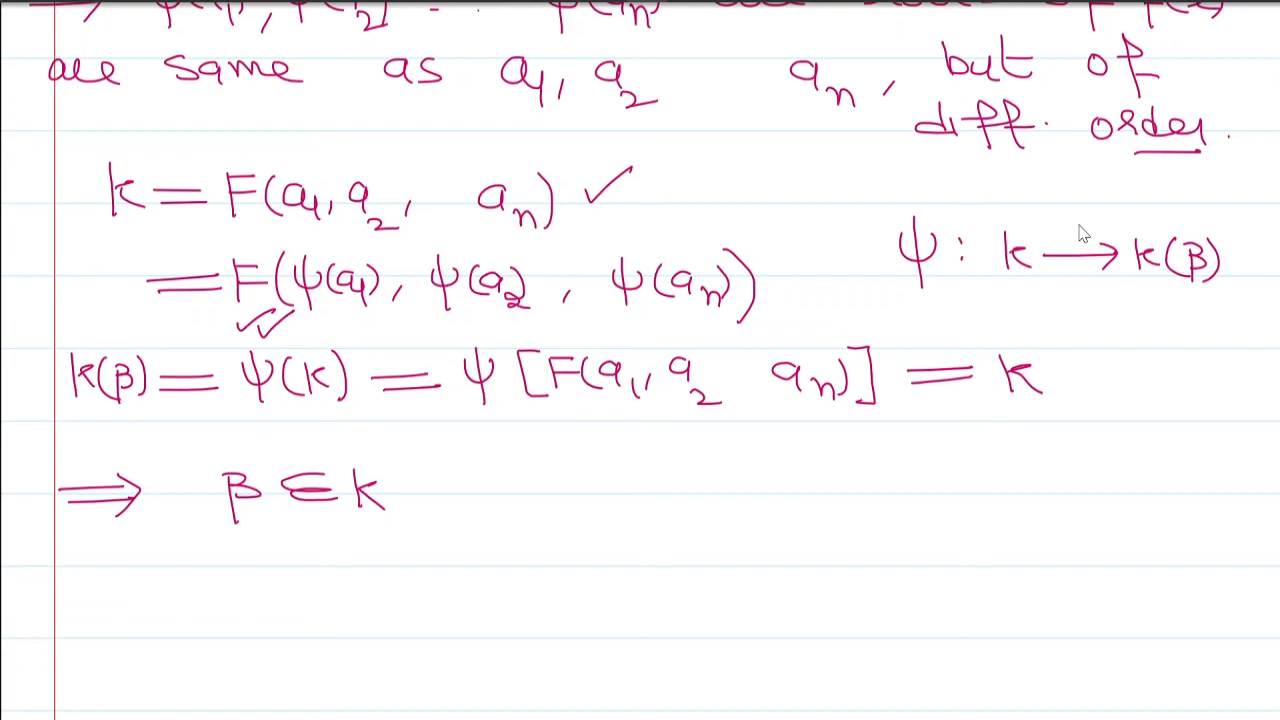 are same as a₁, a₂ aₙ, but of
diff. order.
k = F(a₁, a₂, aₙ) ✓
ψ : k ⟶ k(β)
= F(ψ(a₁), ψ(a₂, ψ(aₙ))
k(β) = ψ(k) = ψ [F(a₁, a₂ aₙ)] = k
⟹ β ∈ k